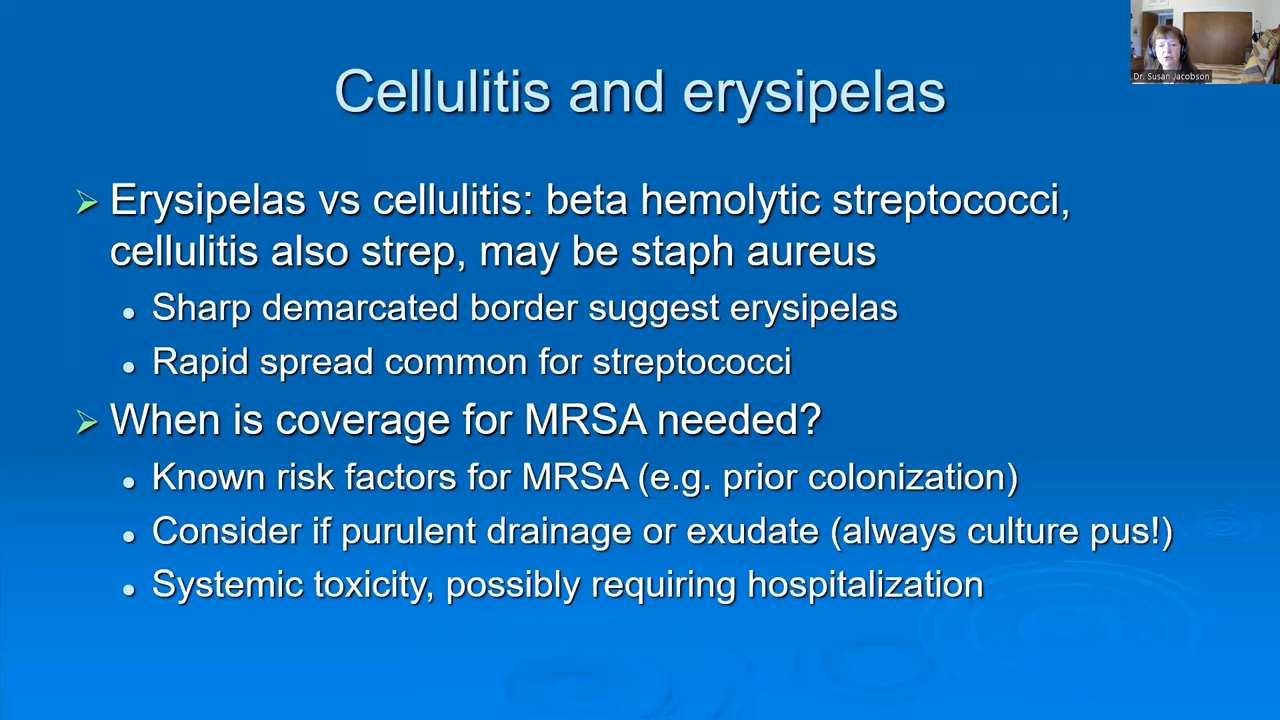 Dr. Susan Jacobson
Cellulitis and erysipelas
Erysipelas vs cellulitis: beta hemolytic streptococci,
cellulitis also strep, may be staph aureus
Sharp demarcated border suggest erysipelas
Rapid spread common for streptococci
When is coverage for MRSA needed?
Known risk factors for MRSA (e.g. prior colonization)
Consider if purulent drainage or exudate (always culture pus!)
Systemic toxicity, possibly requiring hospitalization